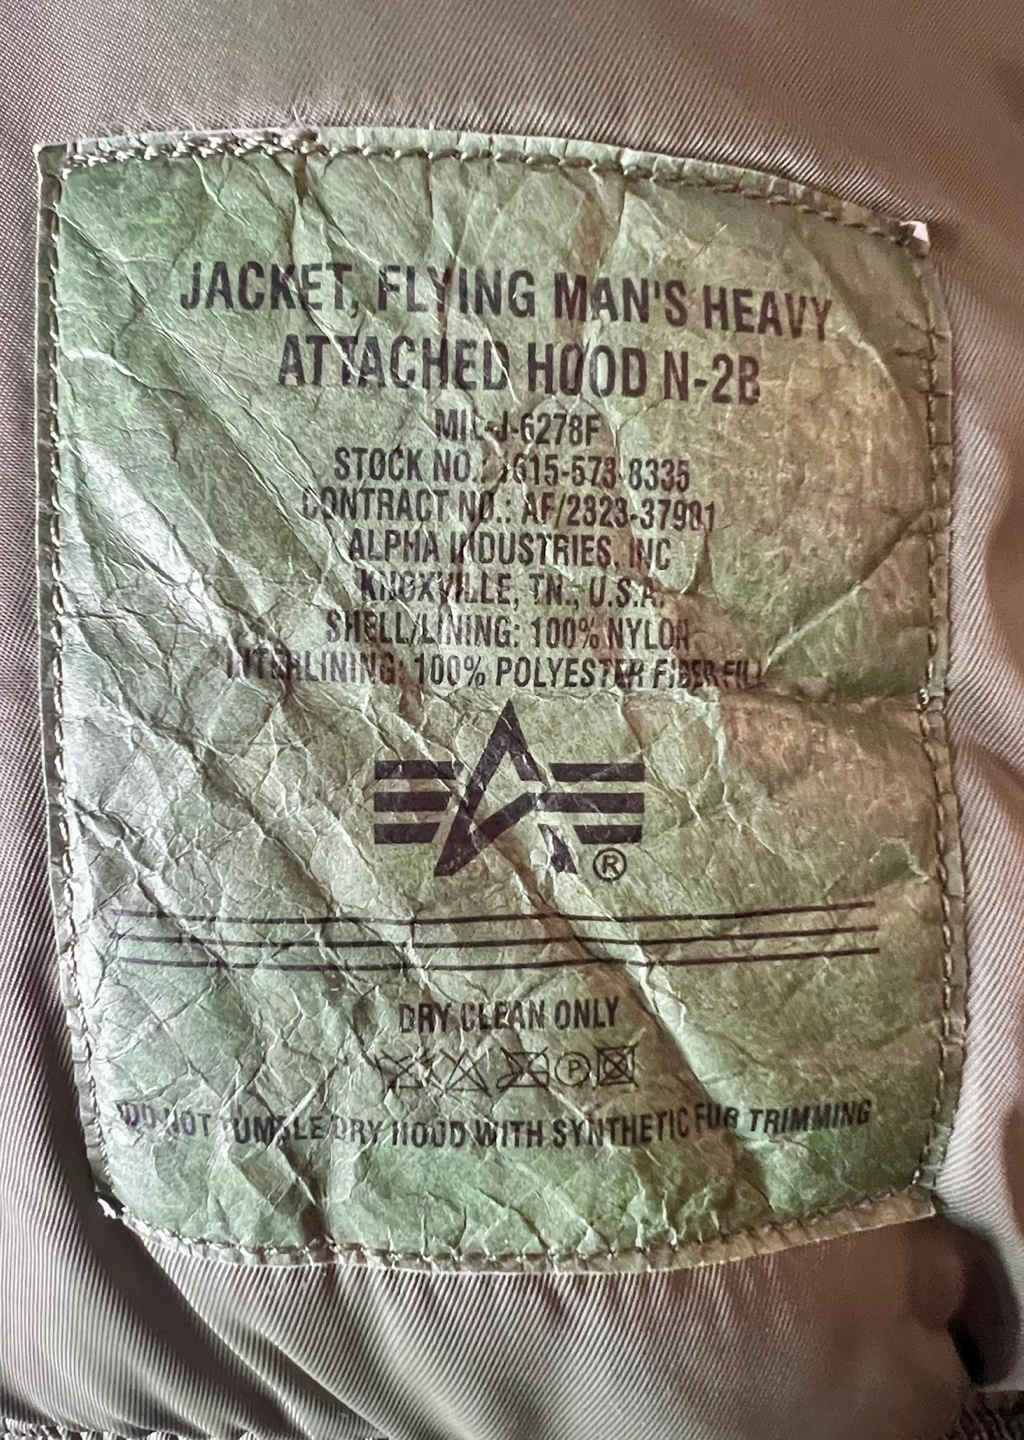 JACKET, FLYING MAN'S HEAVY
ATTACHED HOOD N-2B
MIL-J-6278F
STOCK NO.: 1615-573-8335
CONTRACT NO.: AF/2323-37981
ALPHA INDUSTRIES, INC
KNOXVILLE, TN., U.S.A.
SHELL/LINING: 100% NYLON
INTERLINING: 100% POLYESTER FIBER FILL
®
DRY CLEAN ONLY
P
DO NOT TUMBLE DRY HOOD WITH SYNTHETIC FUR TRIMMING